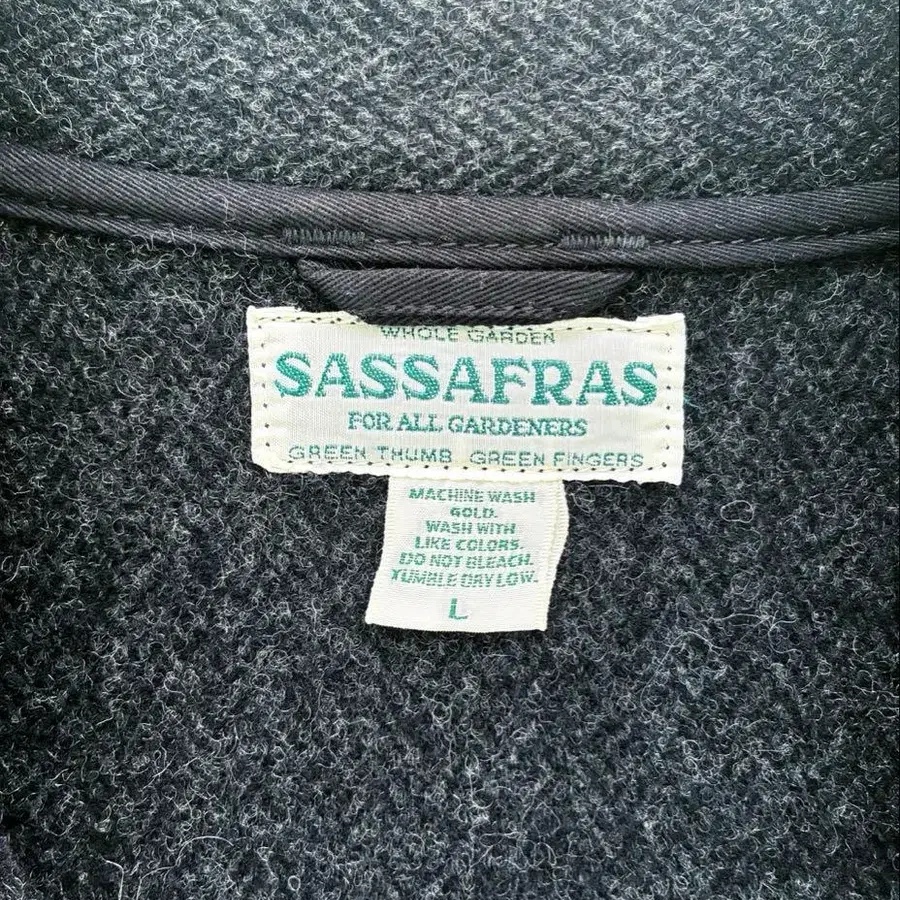 WHOLE GARDEN
SASSAFRAS
FOR ALL GARDENERS
GREEN THUMB GREEN FINGERS
MACHINE WASH
GOLD.
WASH WITH
LIKE COLORS.
DO NOT BLEACH.
TUMBLE DRY LOW.
L